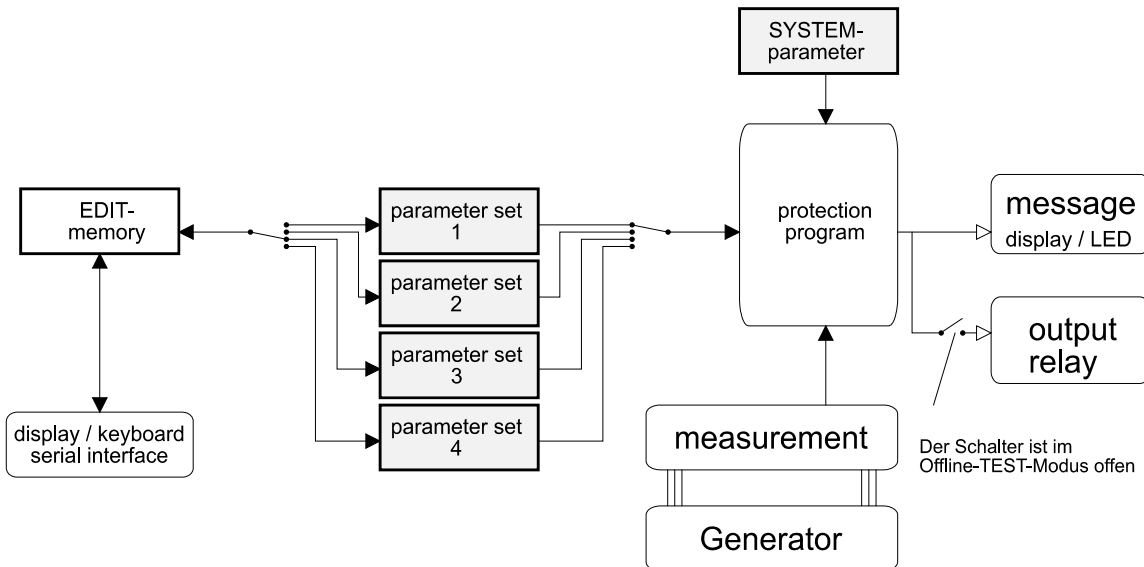 SYSTEM-
parameter
EDIT-
memory
display / keyboard
serial interface
parameter set
1
parameter set
2
parameter set
3
parameter set
4
protection
program
message
display / LED
output
relay
Der Schalter ist im
Offline-TEST-Modus offen
measurement
Generator